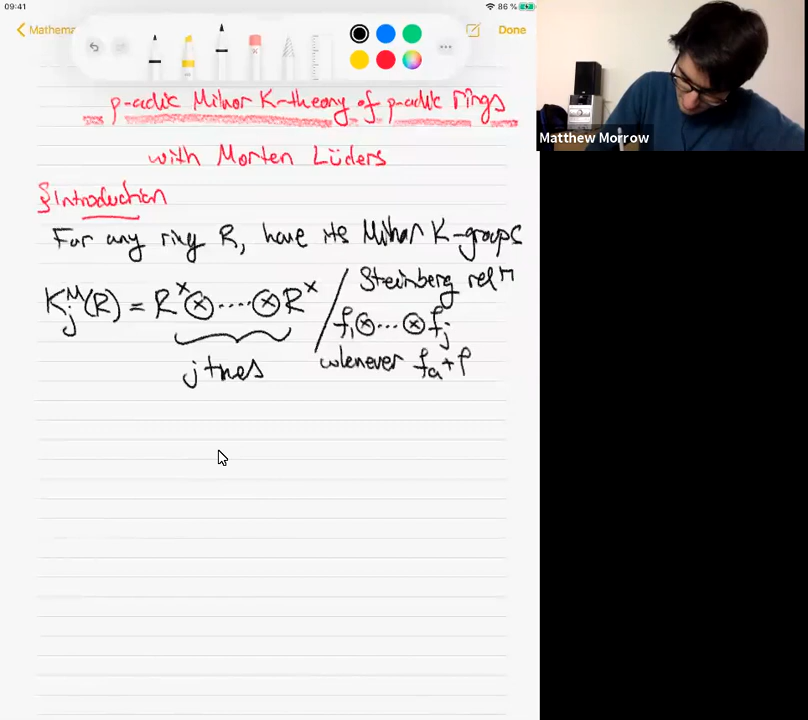 09:41
86 %
Mathema
Done
p-adic Milnor K-theory of p-adic rings
with Morten Lüders
§Introduction
For any ring R, have its Milnor K-groups
K_j^M(R) = R^× ⊗ .... ⊗ R^× / Steinberg rel^n
f_1 ⊗ ... ⊗ f_j
j times
whenever f_a + f
Matthew Morrow